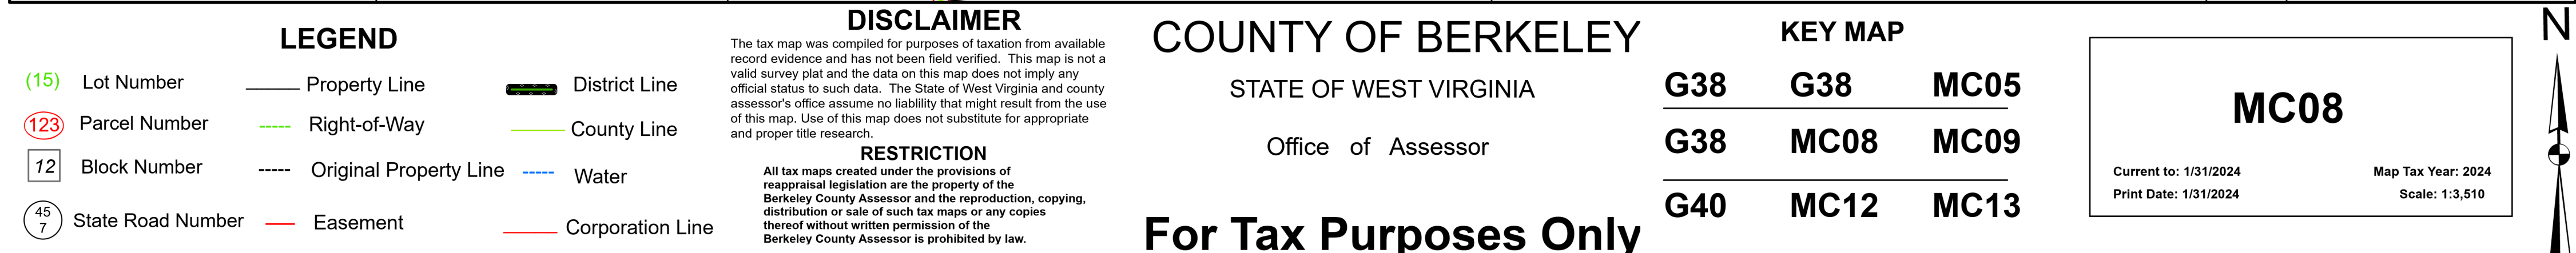 LEGEND
(15) Lot Number
Property Line
District Line
123 Parcel Number
Right-of-Way
County Line
12 Block Number
Original Property Line
Water
45
7
State Road Number
Easement
Corporation Line
DISCLAIMER
The tax map was compiled for purposes of taxation from available
record evidence and has not been field verified. This map is not a
valid survey plat and the data on this map does not imply any
official status to such data. The State of West Virginia and county
assessor's office assume no liablility that might result from the use
of this map. Use of this map does not substitute for appropriate
and proper title research.
RESTRICTION
All tax maps created under the provisions of
reappraisal legislation are the property of the
Berkeley County Assessor and the reproduction, copying,
distribution or sale of such tax maps or any copies
thereof without written permission of the
Berkeley County Assessor is prohibited by law.
COUNTY OF BERKELEY
STATE OF WEST VIRGINIA
Office of Assessor
For Tax Purposes Only
KEY MAP
G38 G38 MC05
G38 MC08 MC09
G40 MC12 MC13
MC08
Current to: 1/31/2024 Map Tax Year: 2024
Print Date: 1/31/2024 Scale: 1:3,510
N